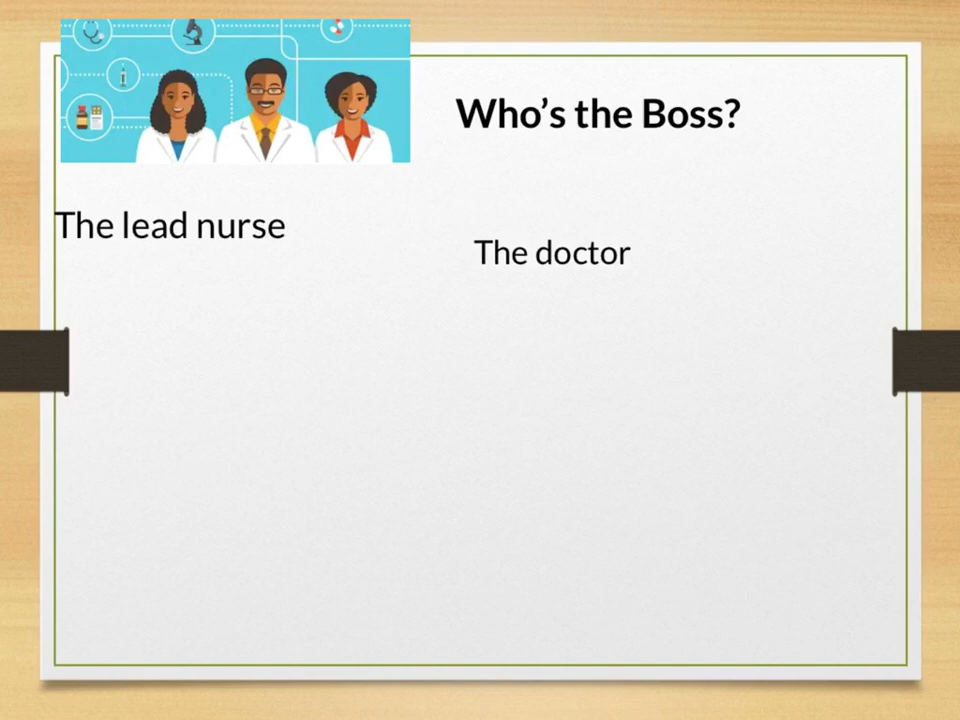 Who’s the Boss?
The lead nurse
The doctor